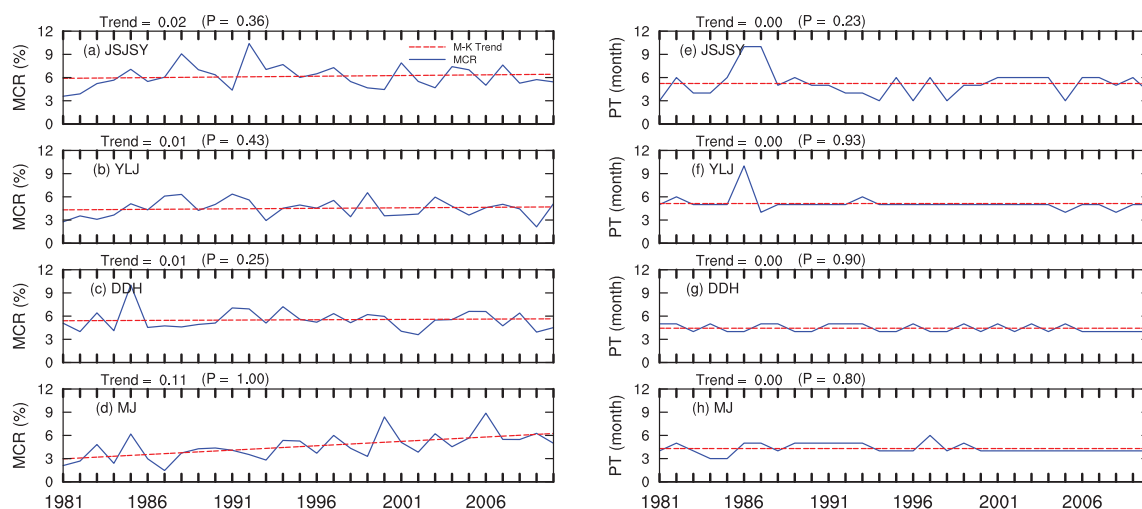 Trend = 0.02 (P = 0.36)
MCR (%)
12
9
6
3
0
(a) JSJSY
M-K Trend
MCR
Trend = 0.00 (P = 0.23)
PT (month)
12
9
6
3
0
(e) JSJSY
Trend = 0.01 (P = 0.43)
MCR (%)
12
9
6
3
0
(b) YLJ
Trend = 0.00 (P = 0.93)
PT (month)
12
9
6
3
0
(f) YLJ
Trend = 0.01 (P = 0.25)
MCR (%)
12
9
6
3
0
(c) DDH
Trend = 0.00 (P = 0.90)
PT (month)
12
9
6
3
0
(g) DDH
Trend = 0.11 (P = 1.00)
MCR (%)
12
9
6
3
0
(d) MJ
Trend = 0.00 (P = 0.80)
PT (month)
12
9
6
3
0
(h) MJ
1981 1986 1991 1996 2001 2006
1981 1986 1991 1996 2001 2006